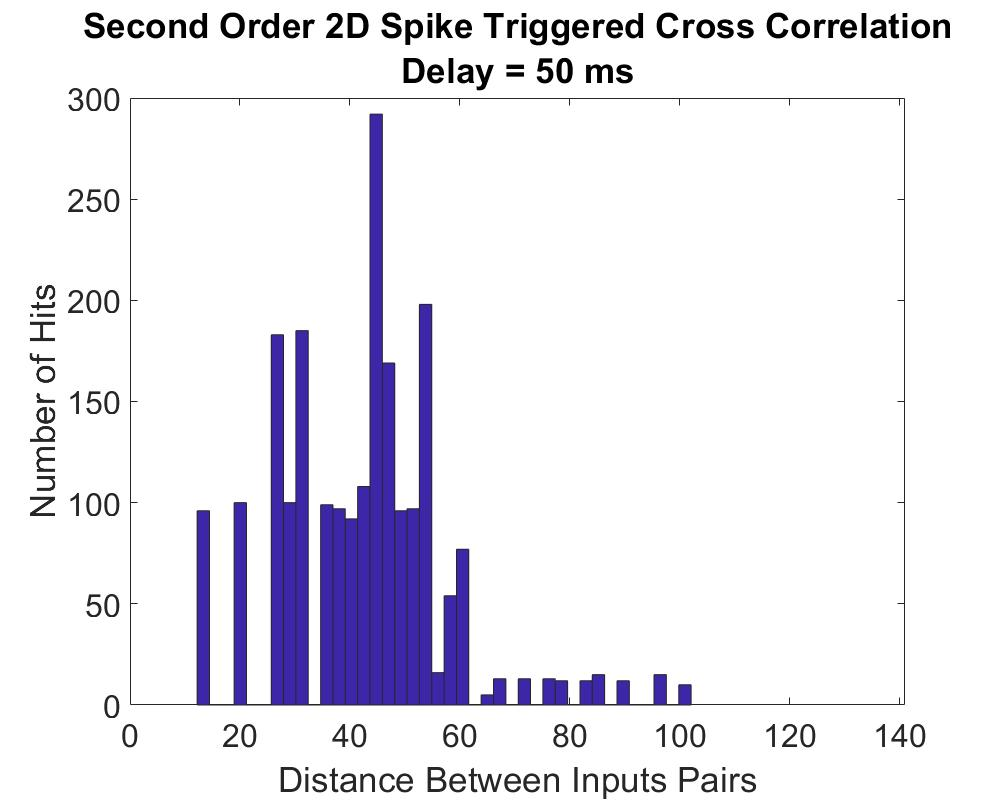 Second Order 2D Spike Triggered Cross Correlation
Delay = 50 ms
300
250
200
150
100
50
0
Number of Hits
0 20 40 60 80 100 120 140
Distance Between Inputs Pairs